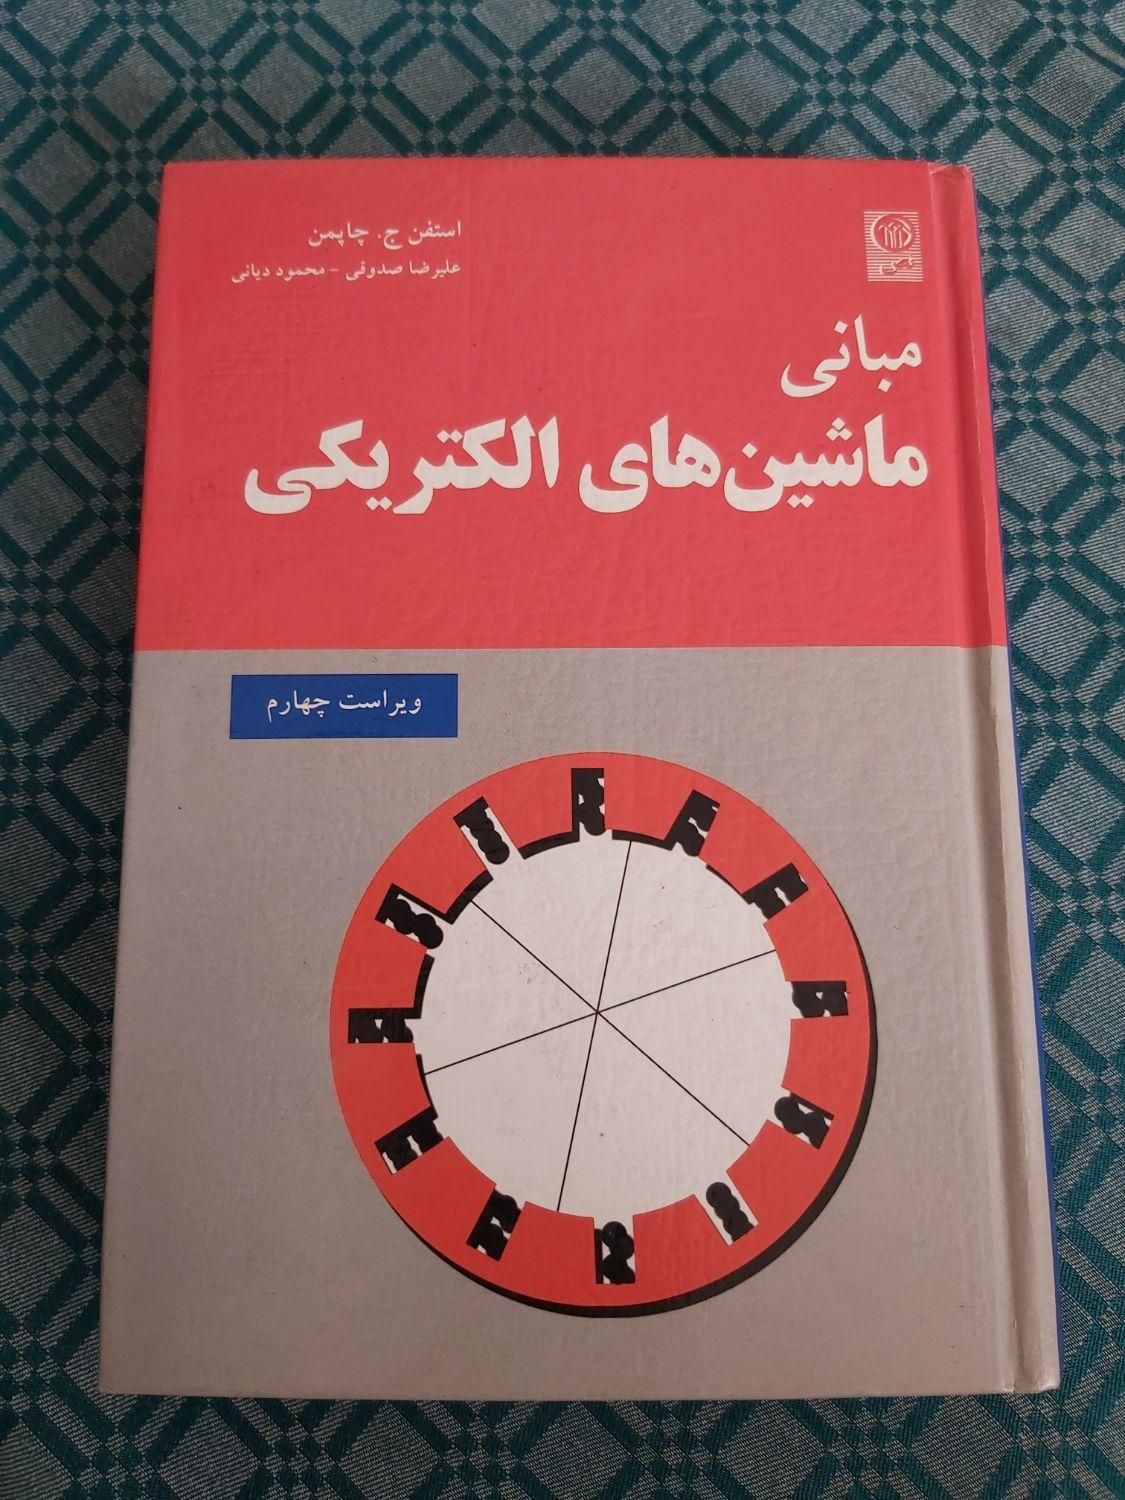 استفن ج. چاپمن
علیرضا صدوقی - محمود دیانی
مبانی
ماشین‌های الکتریکی
ویراست چهارم